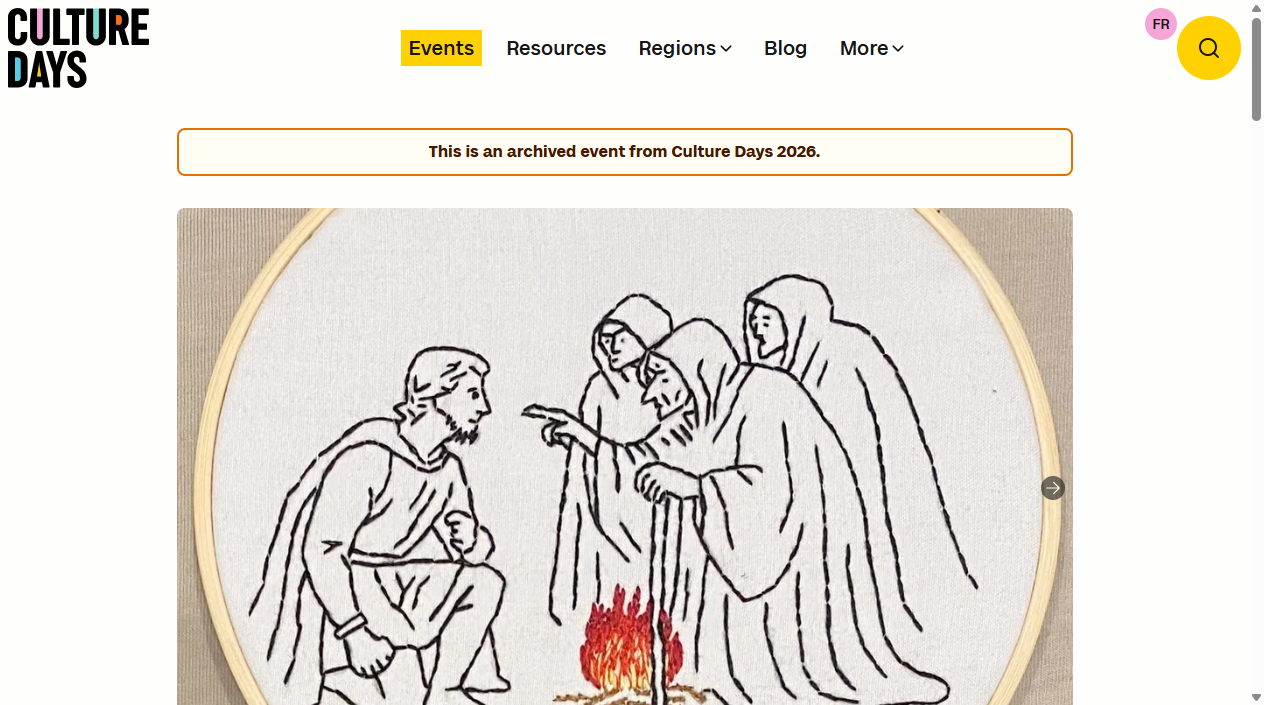 CULTURE
DAYS
Events
Resources
Regions
Blog
More
FR
This is an archived event from Culture Days 2026.